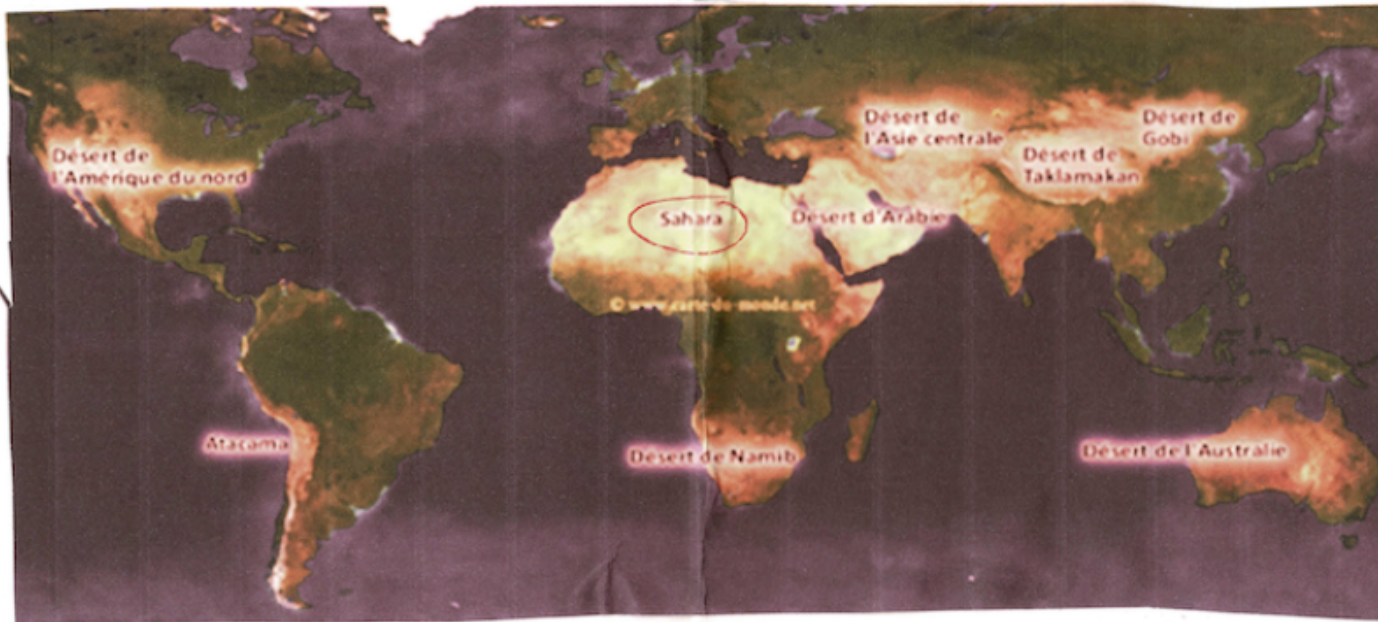 Désert de
l'Amérique du nord
Désert de
l'Asie centrale
Désert de
Gobi
Désert de
Taklamakan
Sahara
Désert d'Arabie
© www.carte-du-monde.net
Atacama
Désert de Namib
Désert de l'Australie